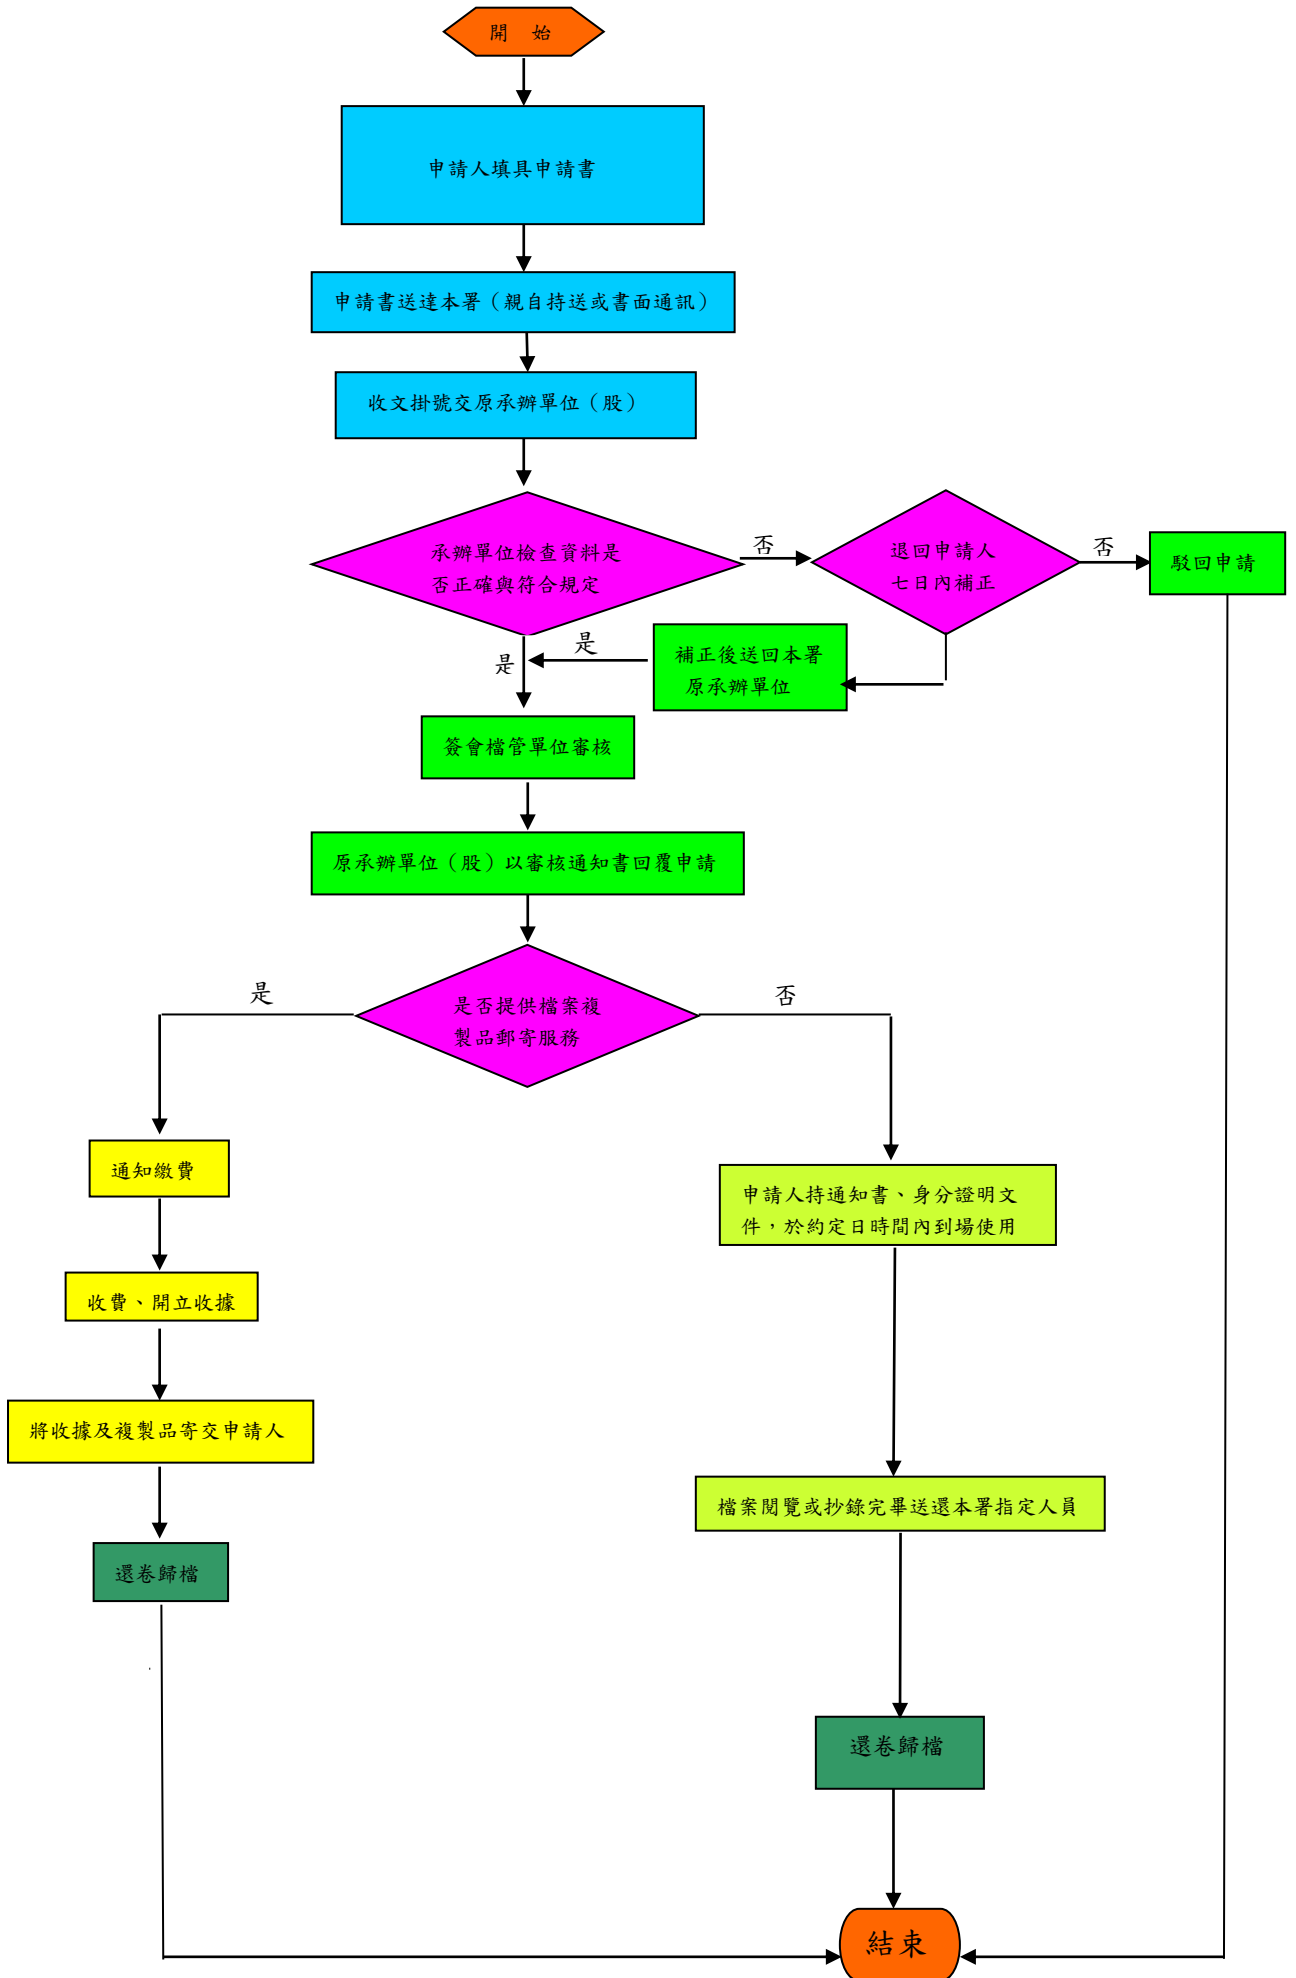 開　始
申請人填具申請書
申請書送達本署（親自持送或書面通訊）
收文掛號交原承辦單位（股）
承辦單位檢查資料是
否正確與符合規定
否
退回申請人
七日內補正
否
駁回申請
是
是
補正後送回本署
原承辦單位
簽會檔管單位審核
原承辦單位（股）以審核通知書回覆申請
是否提供檔案複
製品郵寄服務
是
否
通知繳費
收費、開立收據
將收據及複製品寄交申請人
還卷歸檔
申請人持通知書、身分證明文
件，於約定日時間內到場使用
檔案閱覽或抄錄完畢送還本署指定人員
還卷歸檔
結束